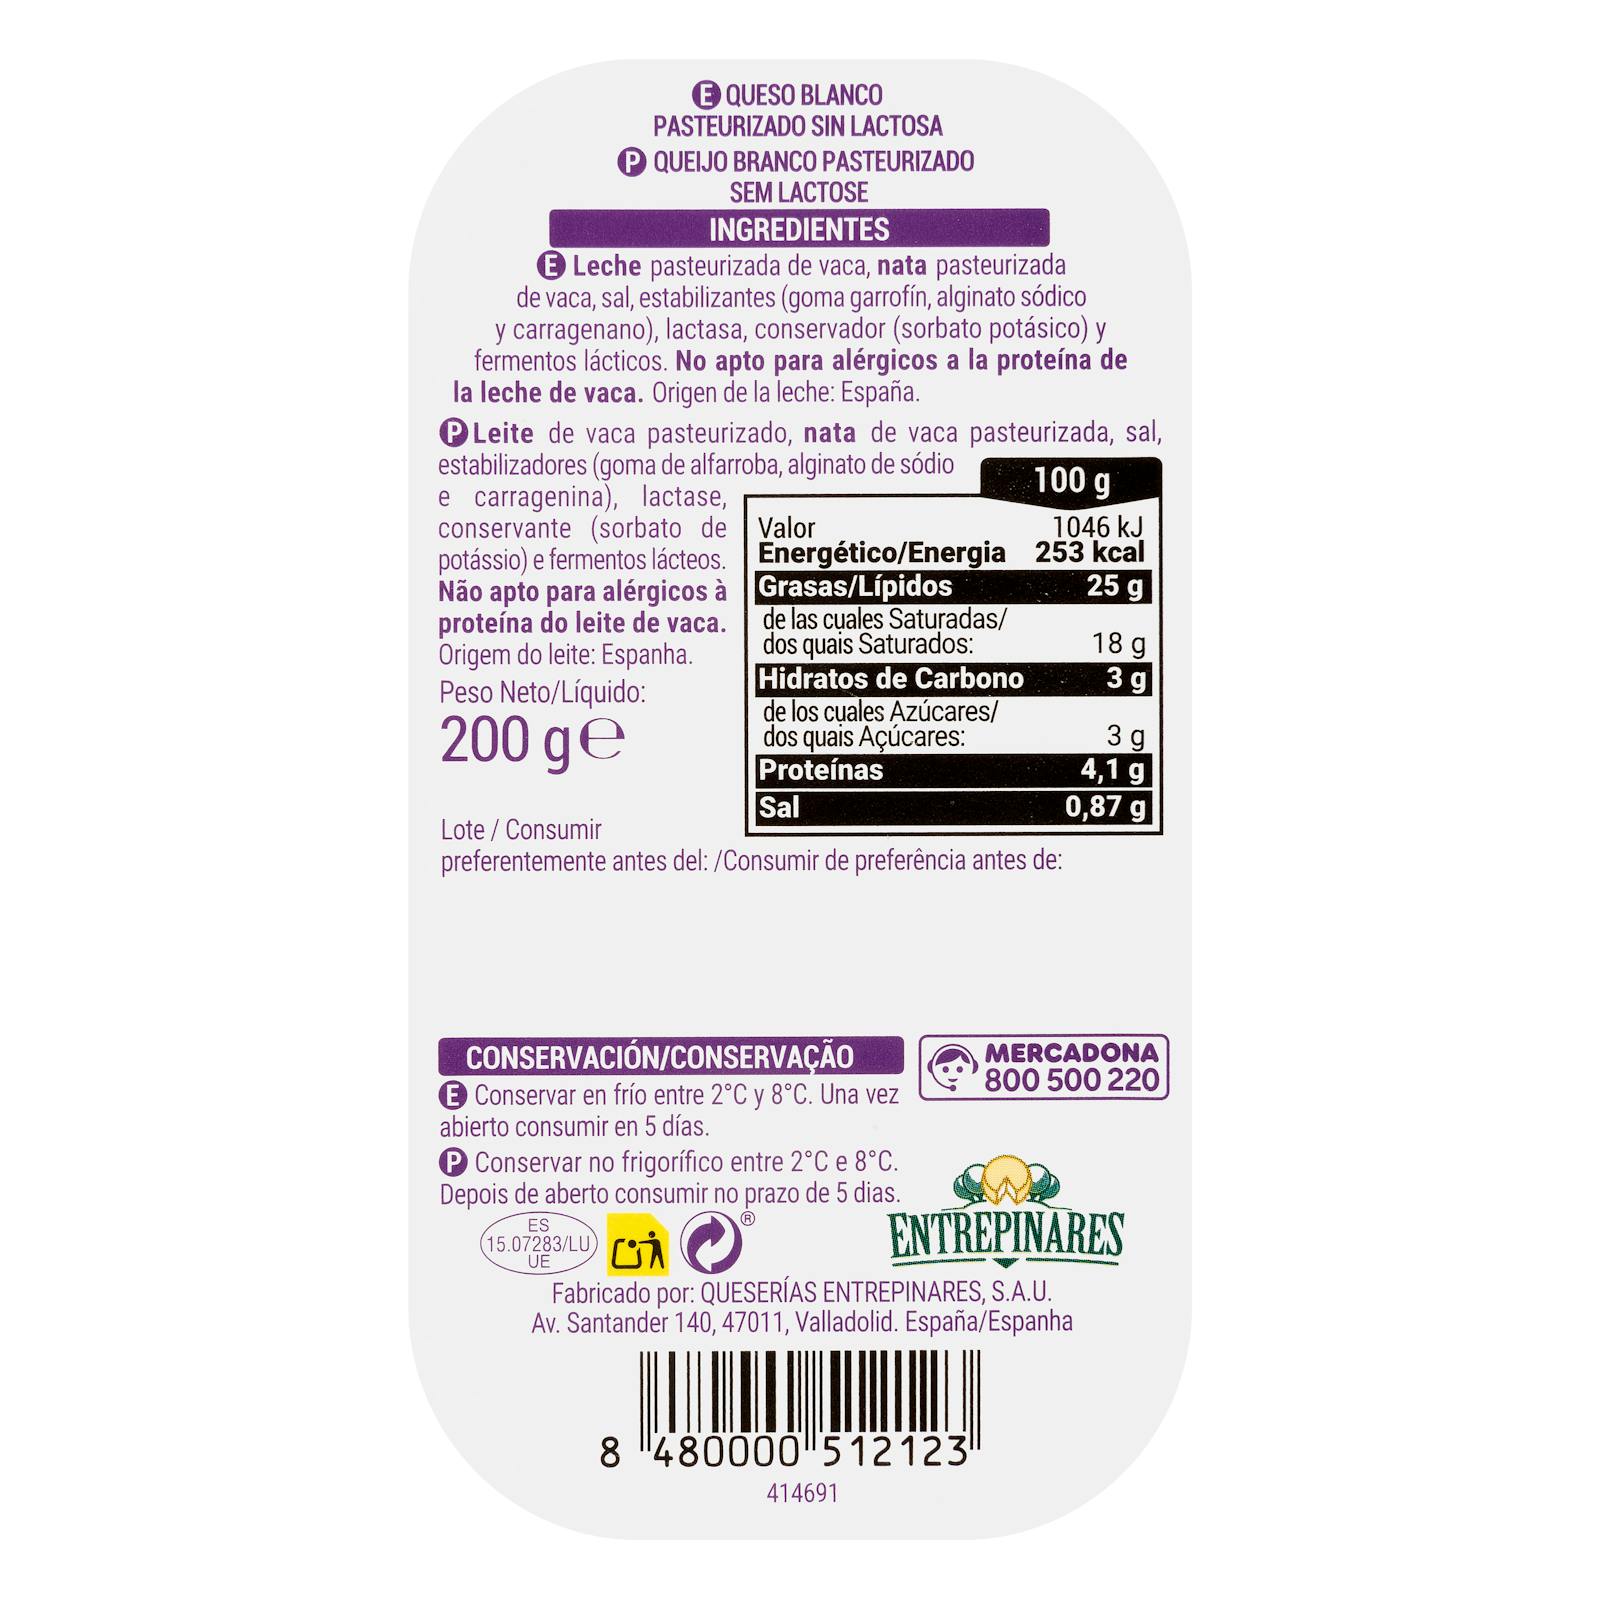 E QUESO BLANCO
PASTEURIZADO SIN LACTOSA
P QUEIJO BRANCO PASTEURIZADO
SEM LACTOSE
INGREDIENTES
E Leche pasteurizada de vaca, nata pasteurizada
de vaca, sal, estabilizantes (goma garrofín, alginato sódico
y carragenano), lactasa, conservador (sorbato potásico) y
fermentos lácticos. No apto para alérgicos a la proteína de
la leche de vaca. Origen de la leche: España.
P Leite de vaca pasteurizado, nata de vaca pasteurizada, sal,
estabilizadores (goma de alfarroba, alginato de sódio
e carragenina), lactase,
conservante (sorbato de
potássio) e fermentos lácteos.
Não apto para alérgicos à
proteína do leite de vaca.
Origem do leite: Espanha.
Peso Neto/Líquido:
200 g e
100 g
Valor 1046 kJ
Energético/Energia 253 kcal
Grasas/Lípidos 25 g
de las cuales Saturadas/
dos quais Saturados: 18 g
Hidratos de Carbono 3 g
de los cuales Azúcares/
dos quais Açúcares: 3 g
Proteínas 4,1 g
Sal 0,87 g
Lote / Consumir
preferentemente antes del: /Consumir de preferência antes de:
CONSERVACIÓN/CONSERVAÇÃO
E Conservar en frío entre 2°C y 8°C. Una vez
abierto consumir en 5 días.
P Conservar no frigorífico entre 2°C e 8°C.
Depois de aberto consumir no prazo de 5 dias.
MERCADONA
800 500 220
ES
15.07283/LU
UE
®
ENTREPINARES
Fabricado por: QUESERÍAS ENTREPINARES, S.A.U.
Av. Santander 140, 47011, Valladolid. España/Espanha
8 480000 512123
414691